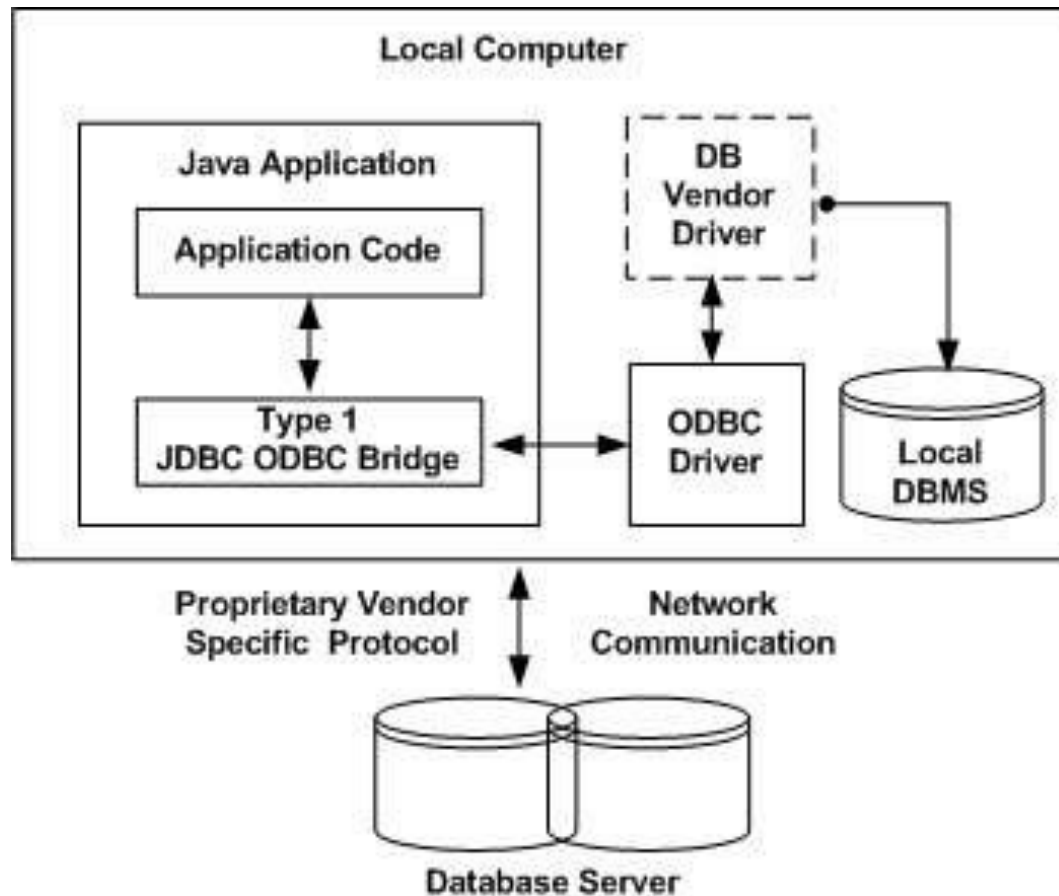 Local Computer
Java Application
Application Code
Type 1
JDBC ODBC Bridge
DB
Vendor
Driver
ODBC
Driver
Local
DBMS
Proprietary Vendor
Specific Protocol
Network
Communication
Database Server